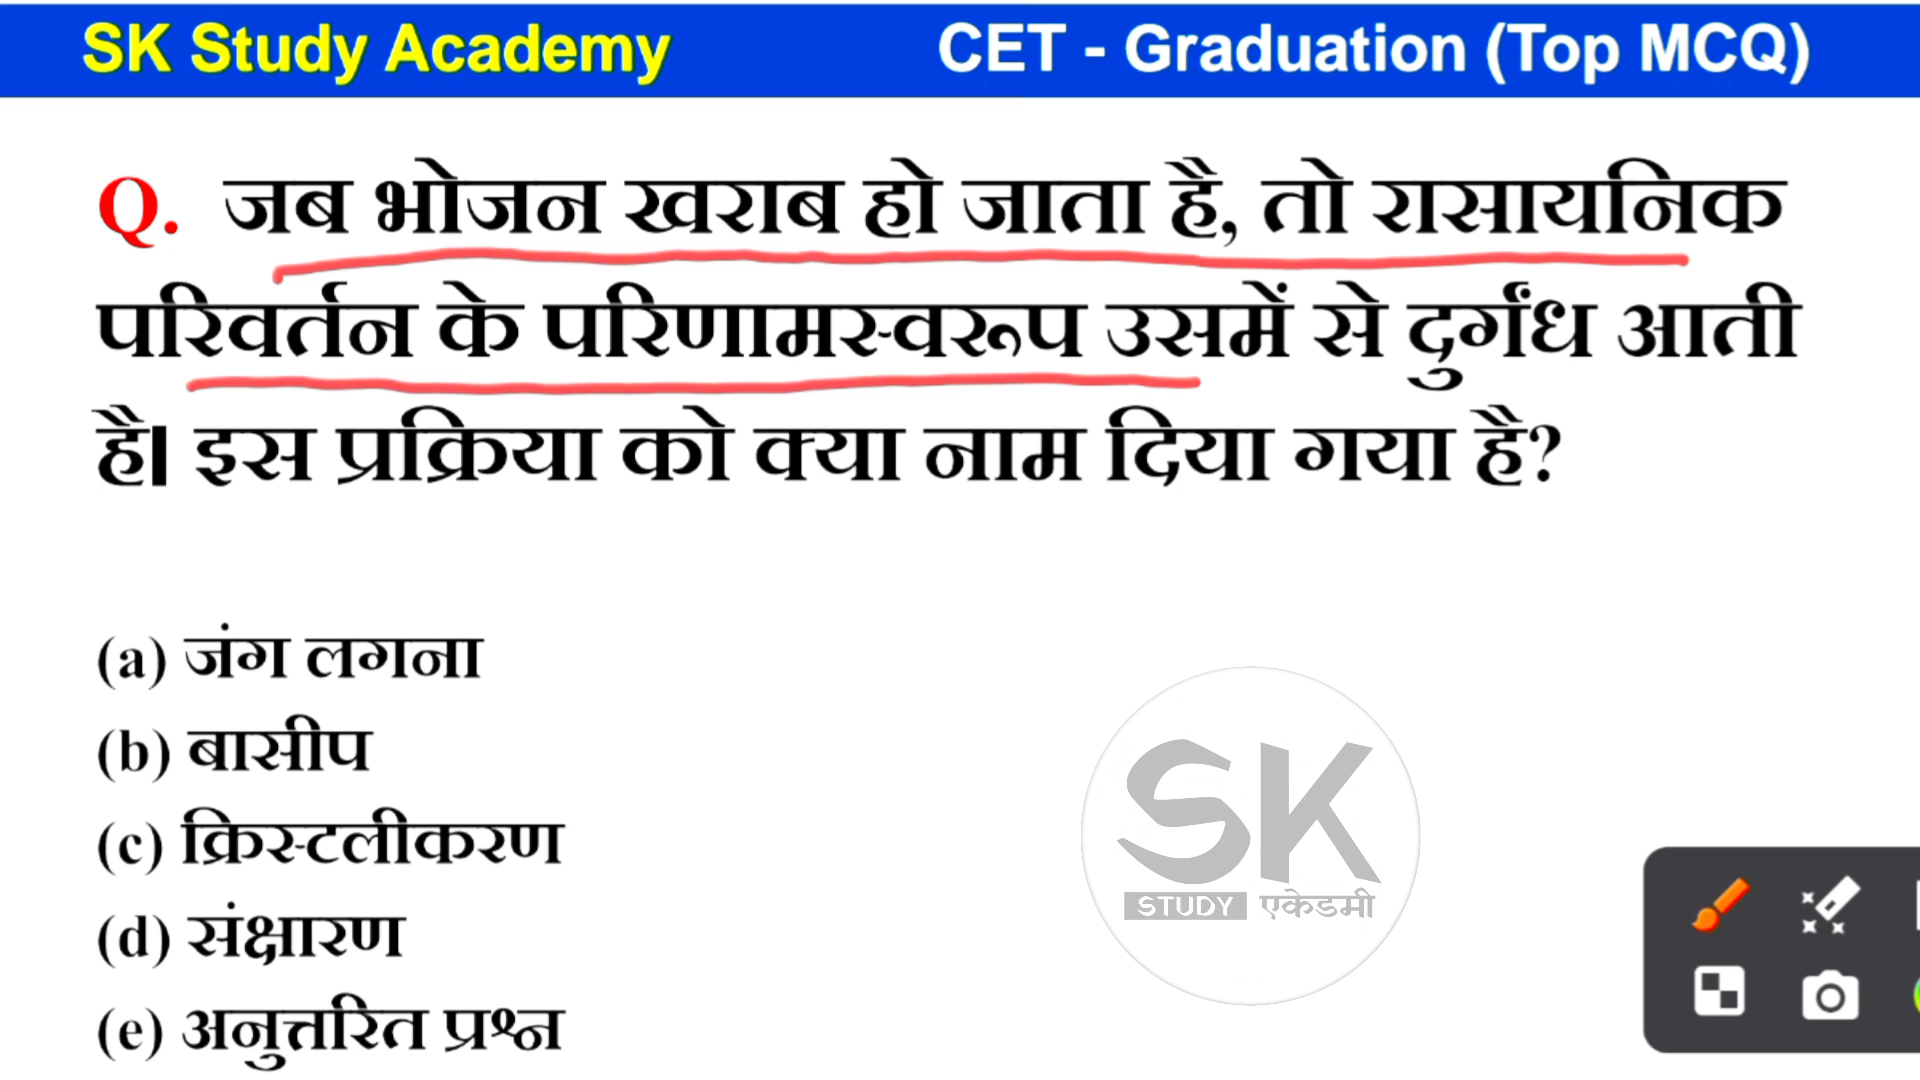 SK Study Academy CET - Graduation (Top MCQ)
Q. जब भोजन खराब हो जाता है, तो रासायनिक
परिवर्तन के परिणामस्वरूप उसमें से दुर्गंध आती
है। इस प्रक्रिया को क्या नाम दिया गया है?
(a) जंग लगना
(b) बासीप
(c) क्रिस्टलीकरण
(d) संक्षारण
(e) अनुत्तरित प्रश्न
SK
STUDY एकेडमी